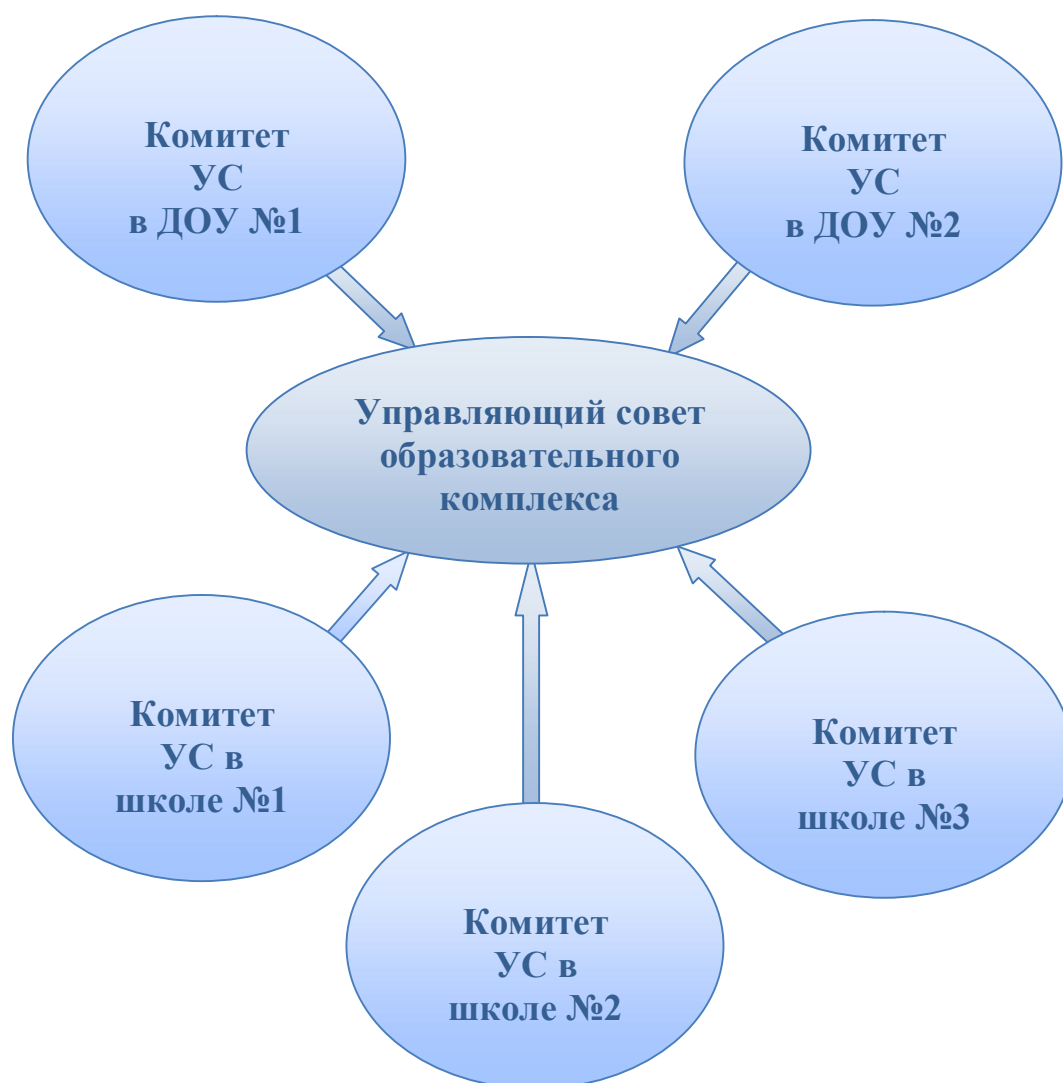 Комитет
УС
в ДОУ №1
Комитет
УС
в ДОУ №2
Управляющий совет
образовательного
комплекса
Комитет
УС в
школе №1
Комитет
УС в
школе №2
Комитет
УС в
школе №3